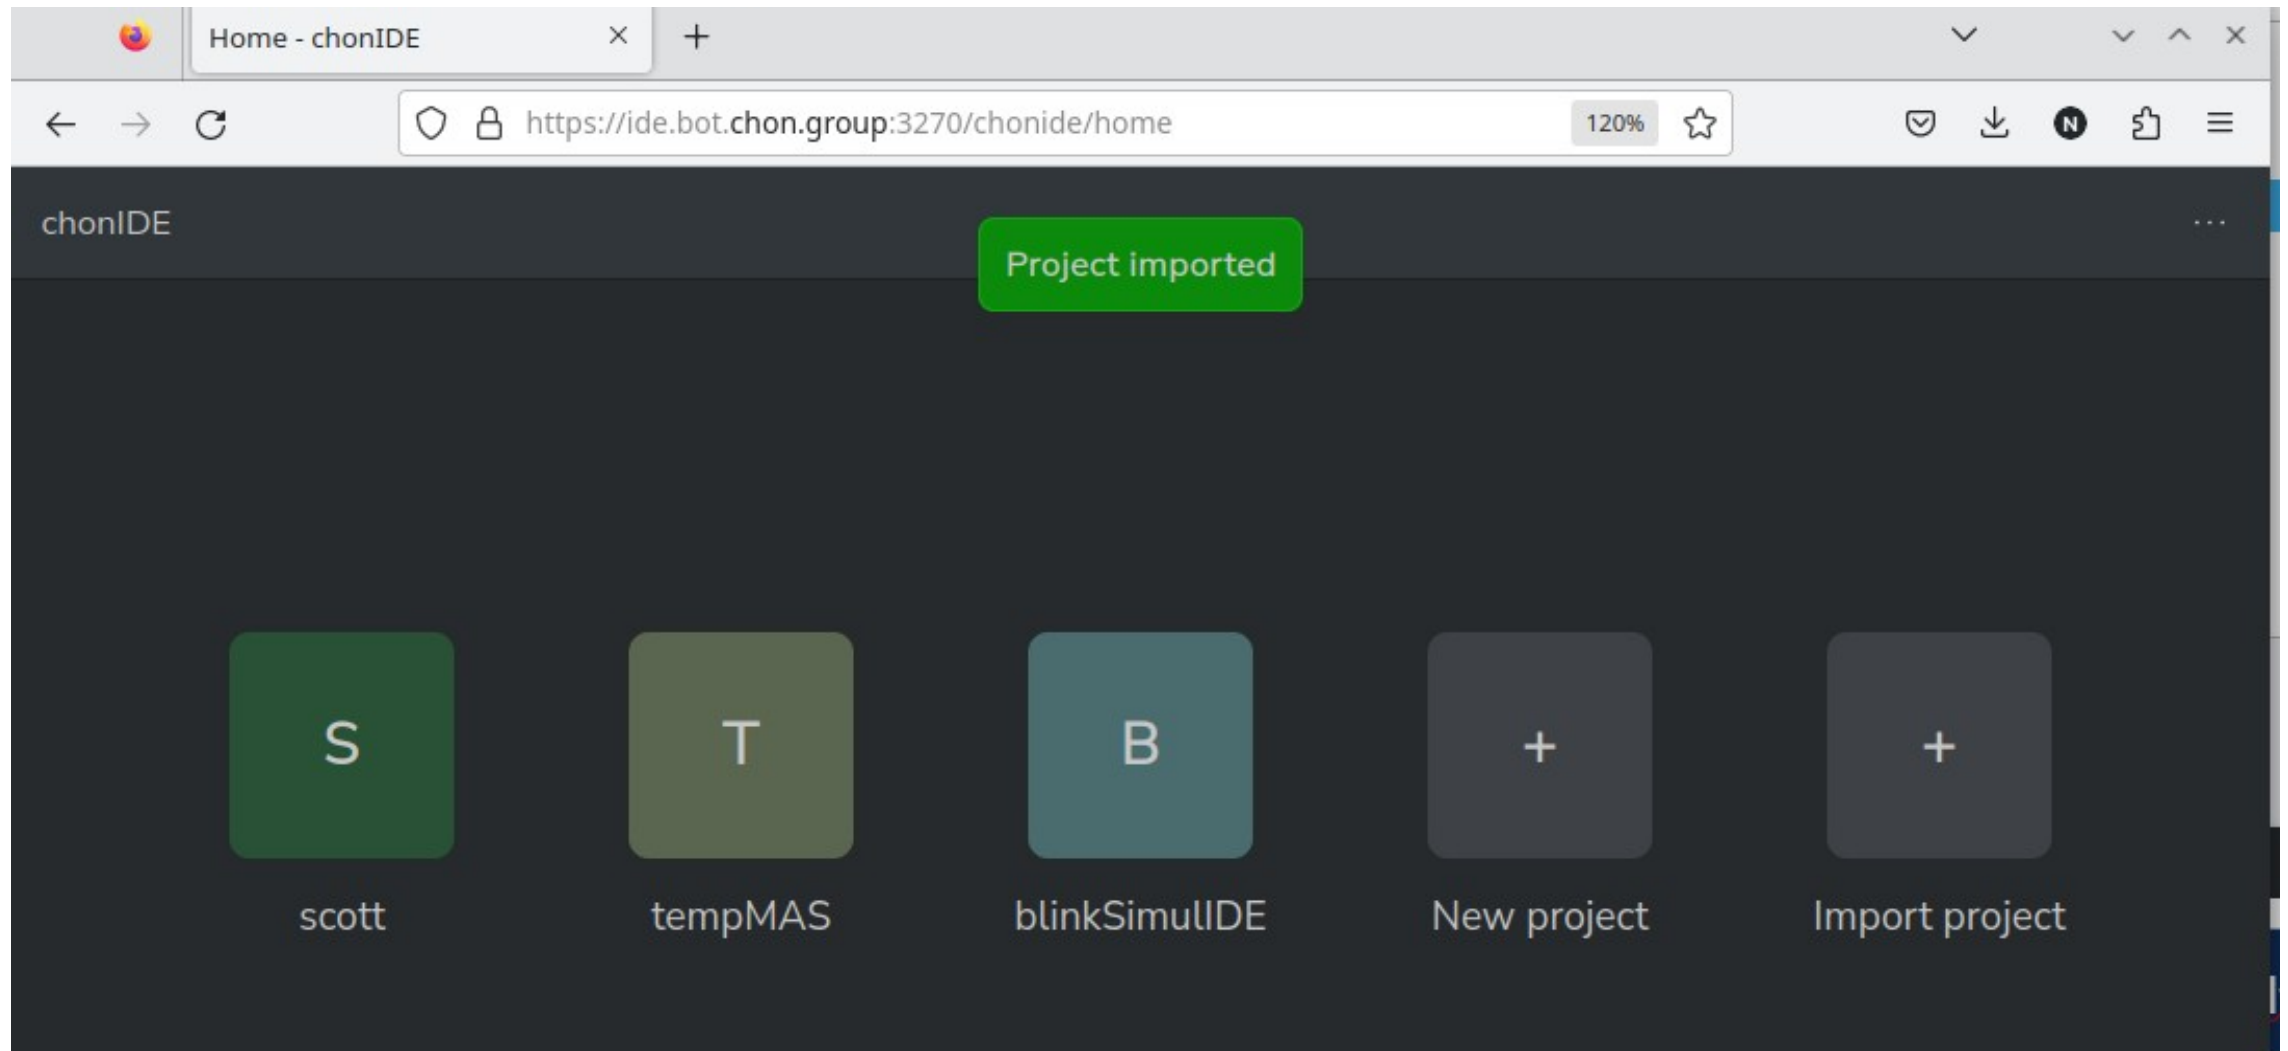 Home - chonIDE
https://ide.bot.chon.group:3270/chonide/home 120% N
chonIDE ...
Project imported
S T B + +
scott tempMAS blinkSimulIDE New project Import project